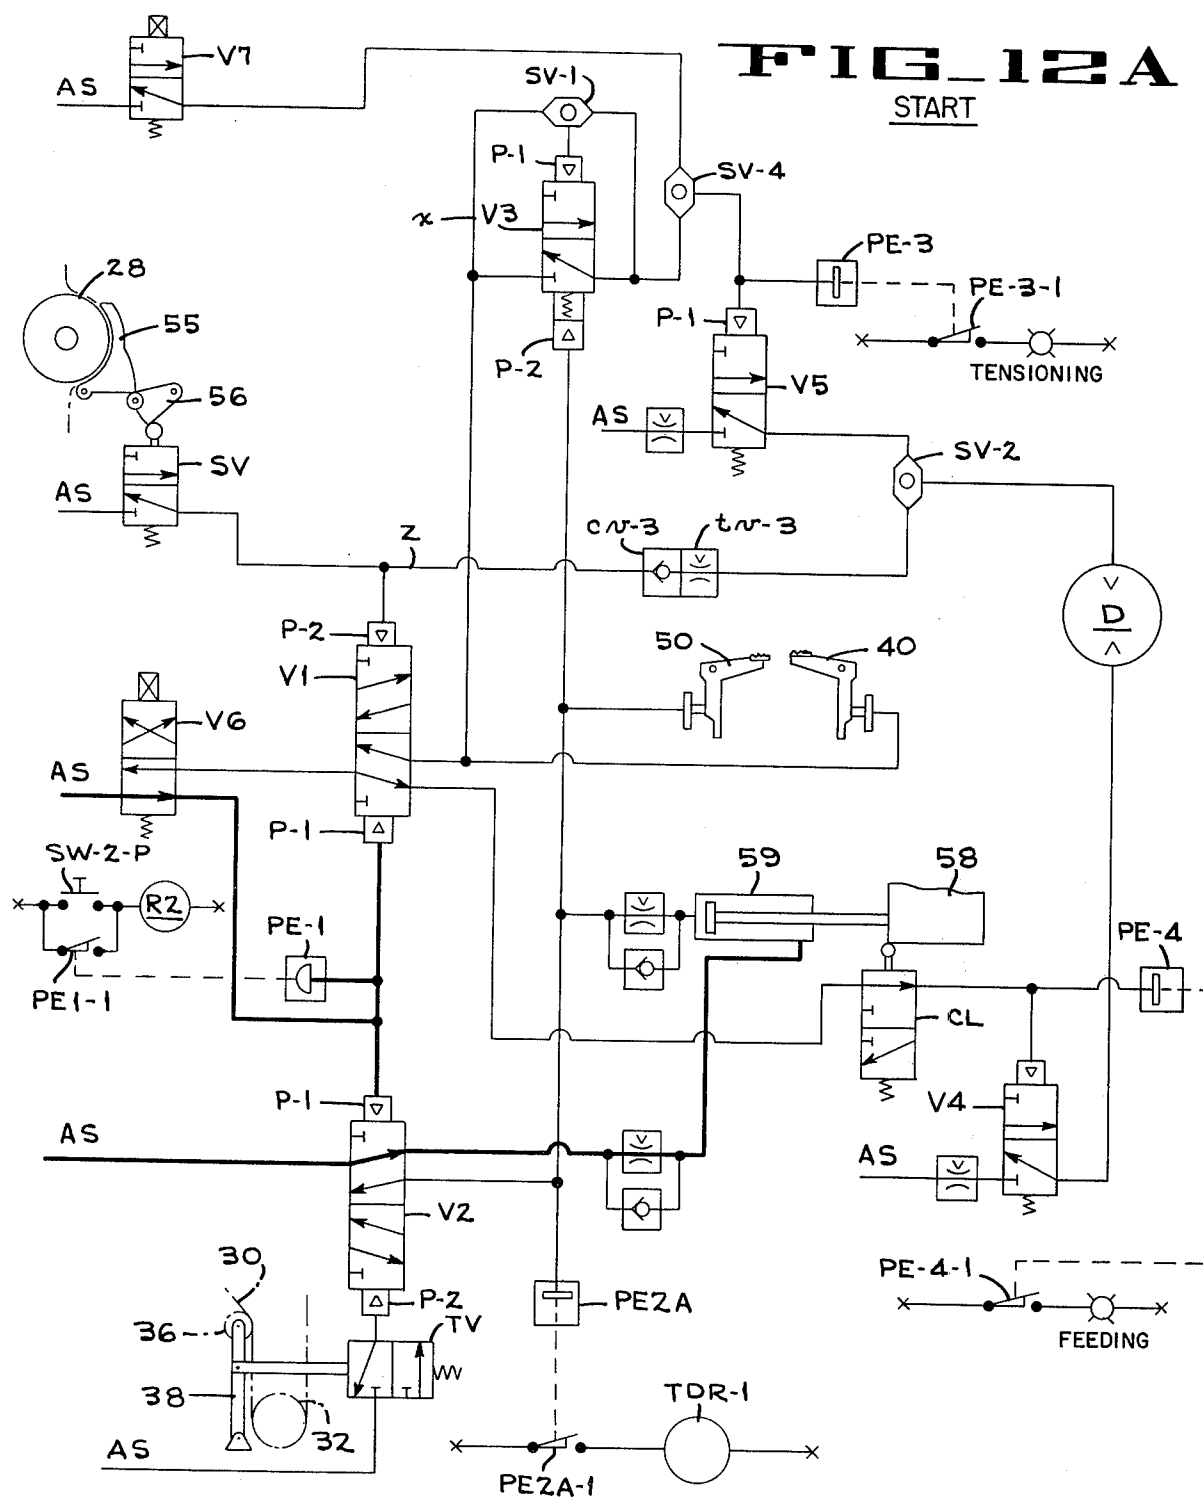 FIG_12A
START
V7
AS
SV-1
P-1
SV-4
x
V3
PE-3
PE-3-1
TENSIONING
28
55
56
P-2
P-1
V5
AS
SV
AS
SV-2
Z
cv-3
tv-3
D
P-2
V1
50
40
V6
AS
P-1
SW-2-P
R2
PE-1
PE1-1
59
58
PE-4
CL
P-1
V4
AS
AS
V2
30
P-2
PE2A
PE-4-1
FEEDING
36
TV
38
32
AS
TDR-1
PE2A-1